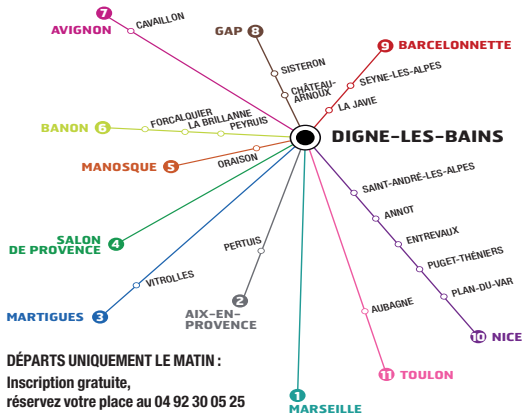 7
AVIGNON
CAVAILLON
GAP 8
SISTERON
CHÂTEAU-
ARNOUX
9 BARCELONNETTE
SEYNE-LES-ALPES
LA JAVIE
BANON 6
FORCALQUIER
LA BRILLANNE
PEYRUIS
DIGNE-LES-BAINS
MANOSQUE 5
ORAISON
SAINT-ANDRÉ-LES-ALPES
ANNOT
ENTREVAUX
PUGET-THÉNIERS
PLAN-DU-VAR
10 NICE
SALON
DE PROVENCE 4
PERTUIS
VITROLLES
MARTIGUES 3
2
AIX-EN-
PROVENCE
AUBAGNE
11 TOULON
1
MARSEILLE
DÉPARTS UNIQUEMENT LE MATIN :
Inscription gratuite,
réservez votre place au 04 92 30 05 25